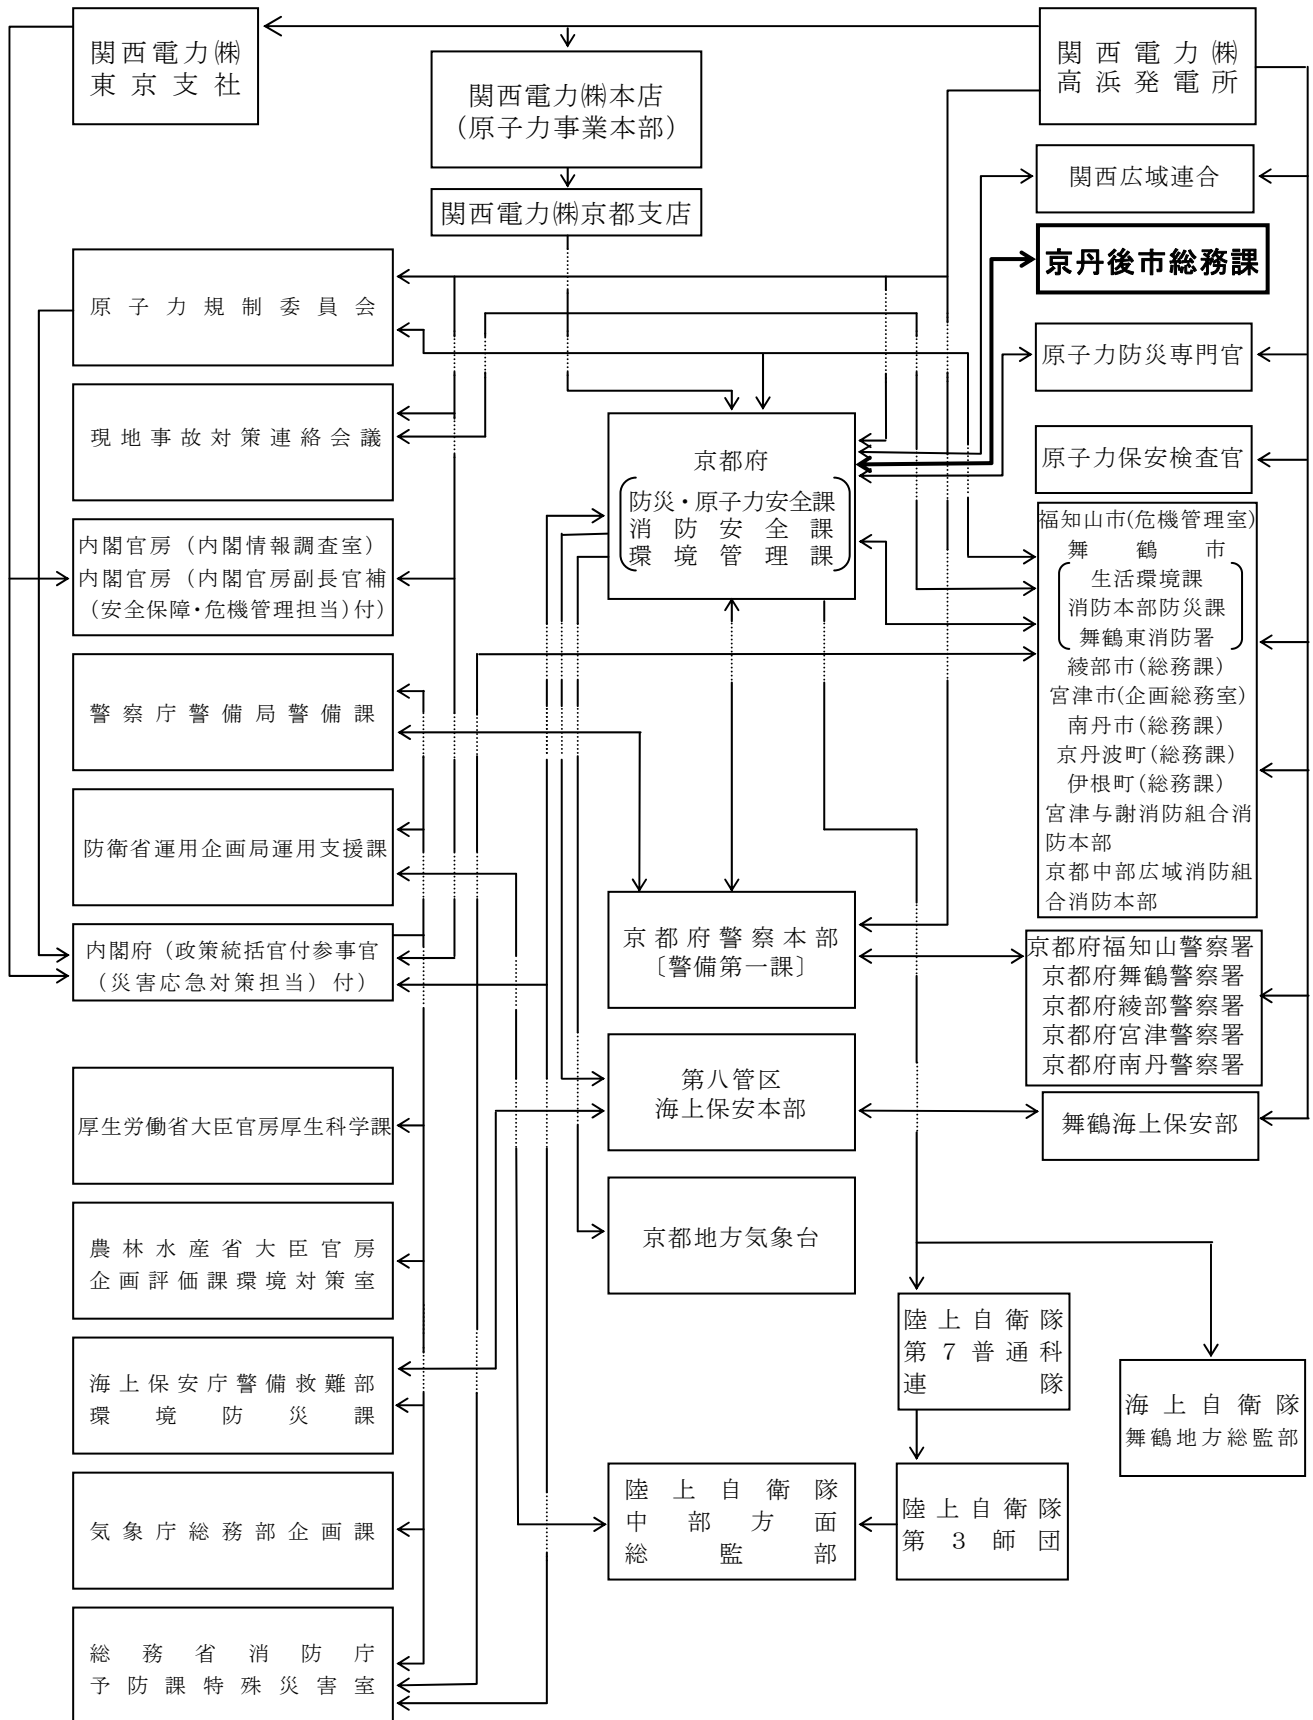 関西電力㈱
東京支社
関西電力㈱本店
（原子力事業本部）
関西電力㈱京都支店
関西電力㈱
高浜発電所
関西広域連合
京丹後市総務課
原子力防災専門官
原子力保安検査官
原子力規制委員会
現地事故対策連絡会議
内閣官房（内閣情報調査室）
内閣官房（内閣官房副長官補
（安全保障・危機管理担当）付）
警察庁警備局警備課
防衛省運用企画局運用支援課
内閣府（政策統括官付参事官
（災害応急対策担当）付）
厚生労働省大臣官房厚生科学課
農林水産省大臣官房
企画評価課環境対策室
海上保安庁警備救難部
環境防災課
気象庁総務部企画課
総務省消防庁
予防課特殊災害室
京都府
防災・原子力安全課
消防安全課
環境管理課
京都府警察本部
〔警備第一課〕
第八管区
海上保安本部
京都地方気象台
陸上自衛隊
中部方面
総監部
福知山市(危機管理室)
舞鶴市
生活環境課
消防本部防災課
舞鶴東消防署
綾部市(総務課)
宮津市(企画総務室)
南丹市(総務課)
京丹波町(総務課)
伊根町(総務課)
宮津与謝消防組合消
防本部
京都中部広域消防組
合消防本部
京都府福知山警察署
京都府舞鶴警察署
京都府綾部警察署
京都府宮津警察署
京都府南丹警察署
舞鶴海上保安部
陸上自衛隊
第７普通科
連隊
陸上自衛隊
第３師団
海上自衛隊
舞鶴地方総監部